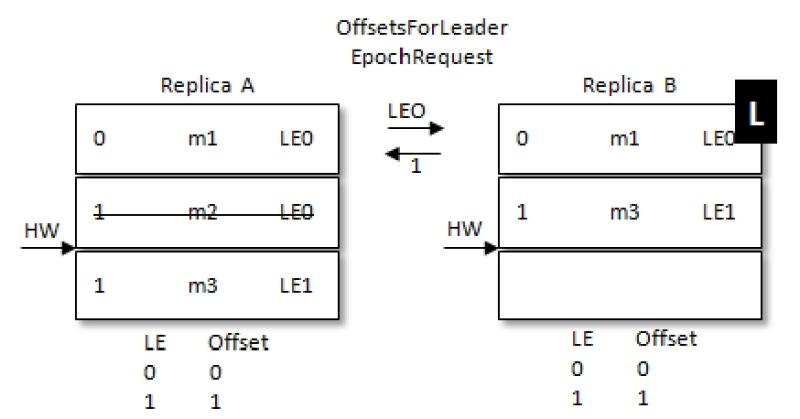 OffsetsForLeader
EpochRequest
Replica A
Replica B
L
LEO
1
0 m1 LE0
1 m2 LE0
1 m3 LE1
HW
0 m1 LE0
1 m3 LE1
HW
LE Offset
0 0
1 1
LE Offset
0 0
1 1